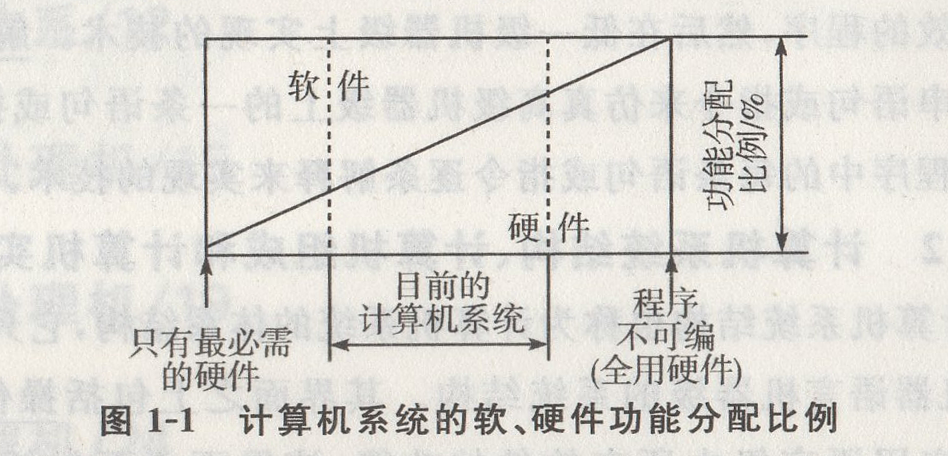 软件
硬件
功能分配
比例/%
目前的
计算机系统
只有最必需
的硬件
程序
不可编
(全用硬件)
图 1-1 计算机系统的软、硬件功能分配比例